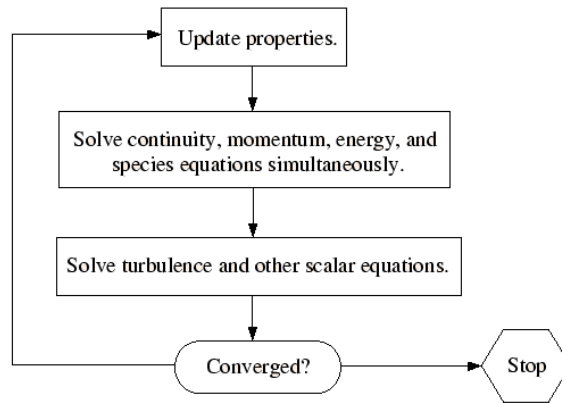 Update properties.
Solve continuity, momentum, energy, and
species equations simultaneously.
Solve turbulence and other scalar equations.
Converged?
Stop